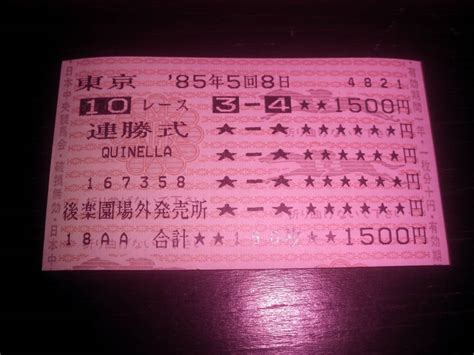 東京 '85年5回8日 4821
10 レース 3-4 ★★1500円
連勝式 ★-★ ★★★★★★円
QUINELLA ★-★ ★★★★★★円
167358 ★-★ ★★★★★★円
後楽園場外発売所 ★-★ ★★★★★★円
18AA 合計 ★★1500円